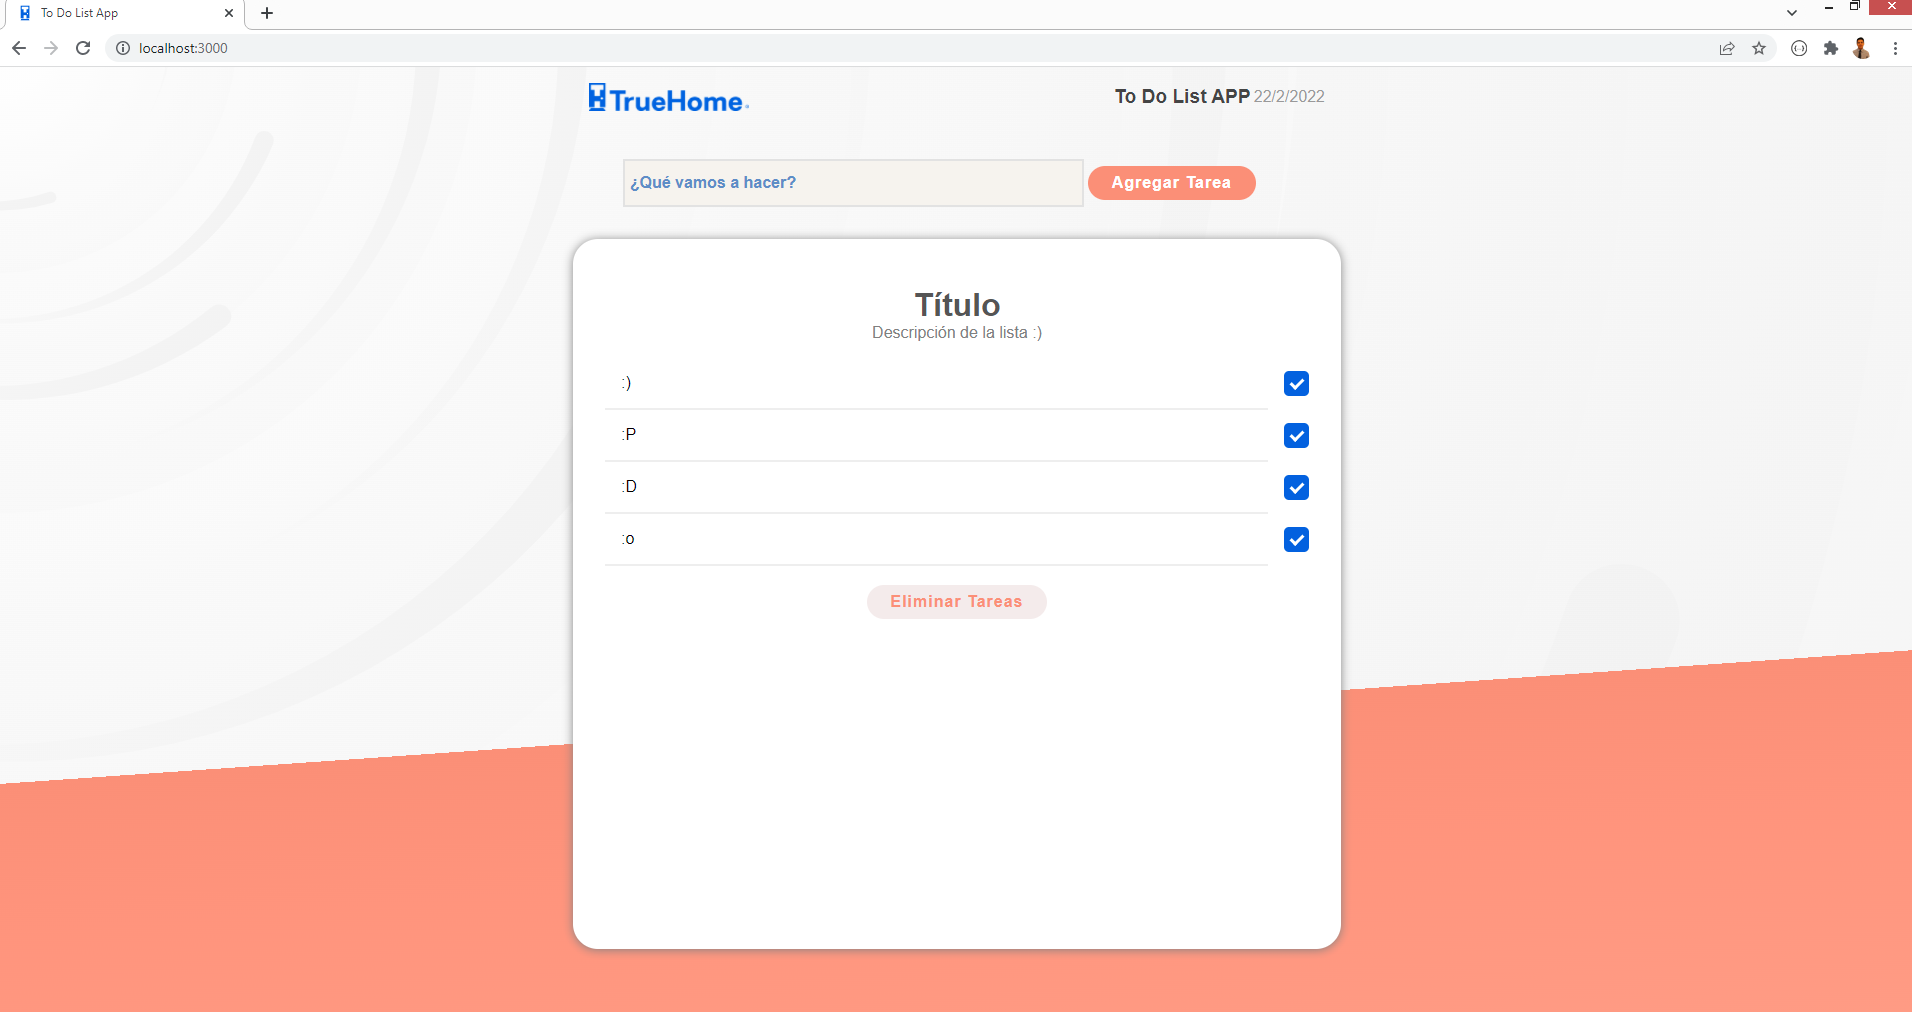 To Do List App
localhost:3000
TrueHome
To Do List APP 22/2/2022
¿Qué vamos a hacer?
Agregar Tarea
Título
Descripción de la lista :)
:)
:P
:D
:o
Eliminar Tareas